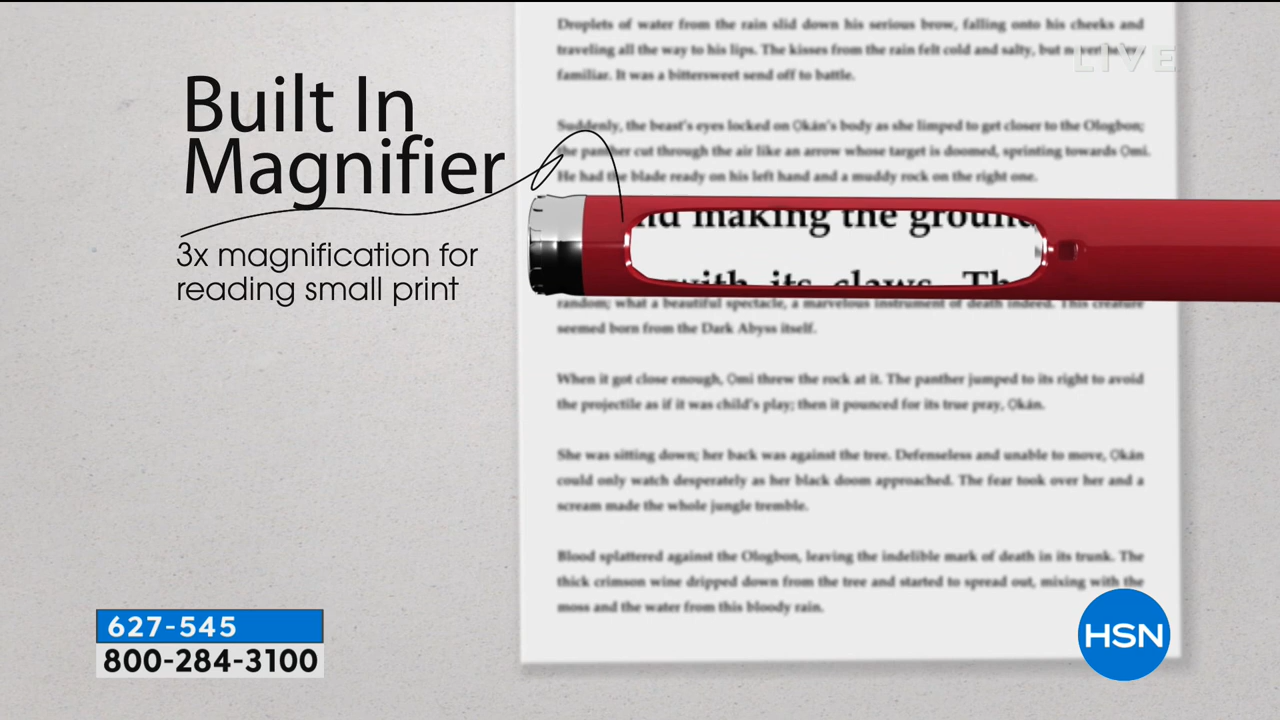 Droplets of water from the rain slid down his serious brow, falling onto his cheeks and
traveling all the way to his lips. The kisses from the rain felt cold and salty, but
LIVE
familiar. It was a bittersweet send off to battle.
Built In
Magnifier
3x magnification for
reading small print
Suddenly, the beast's eyes locked on Ọkán's body as she limped to get closer to the Ologbon;
the panther cut through the air like an arrow whose target is doomed, sprinting towards Ọmi.
He had the blade ready on his left hand and a muddy rock on the right one.
making the ground
with its claws. Th
random; what a beautiful spectacle, a marvelous instrument of death indeed. This creature
seemed born from the Dark Abyss itself.
When it got close enough, Ọmi threw the rock at it. The panther jumped to its right to avoid
the projectile as if it was child's play; then it pounced for its true pray, Ọkán.
She was sitting down; her back was against the tree. Defenseless and unable to move, Ọkán
could only watch desperately as her black doom approached. The fear took over her and a
scream made the whole jungle tremble.
Blood splattered against the Ologbon, leaving the indelible mark of death in its trunk. The
thick crimson wine dripped down from the tree and started to spread out, mixing with the
moss and the water from this bloody rain.
627-545
800-284-3100
HSN